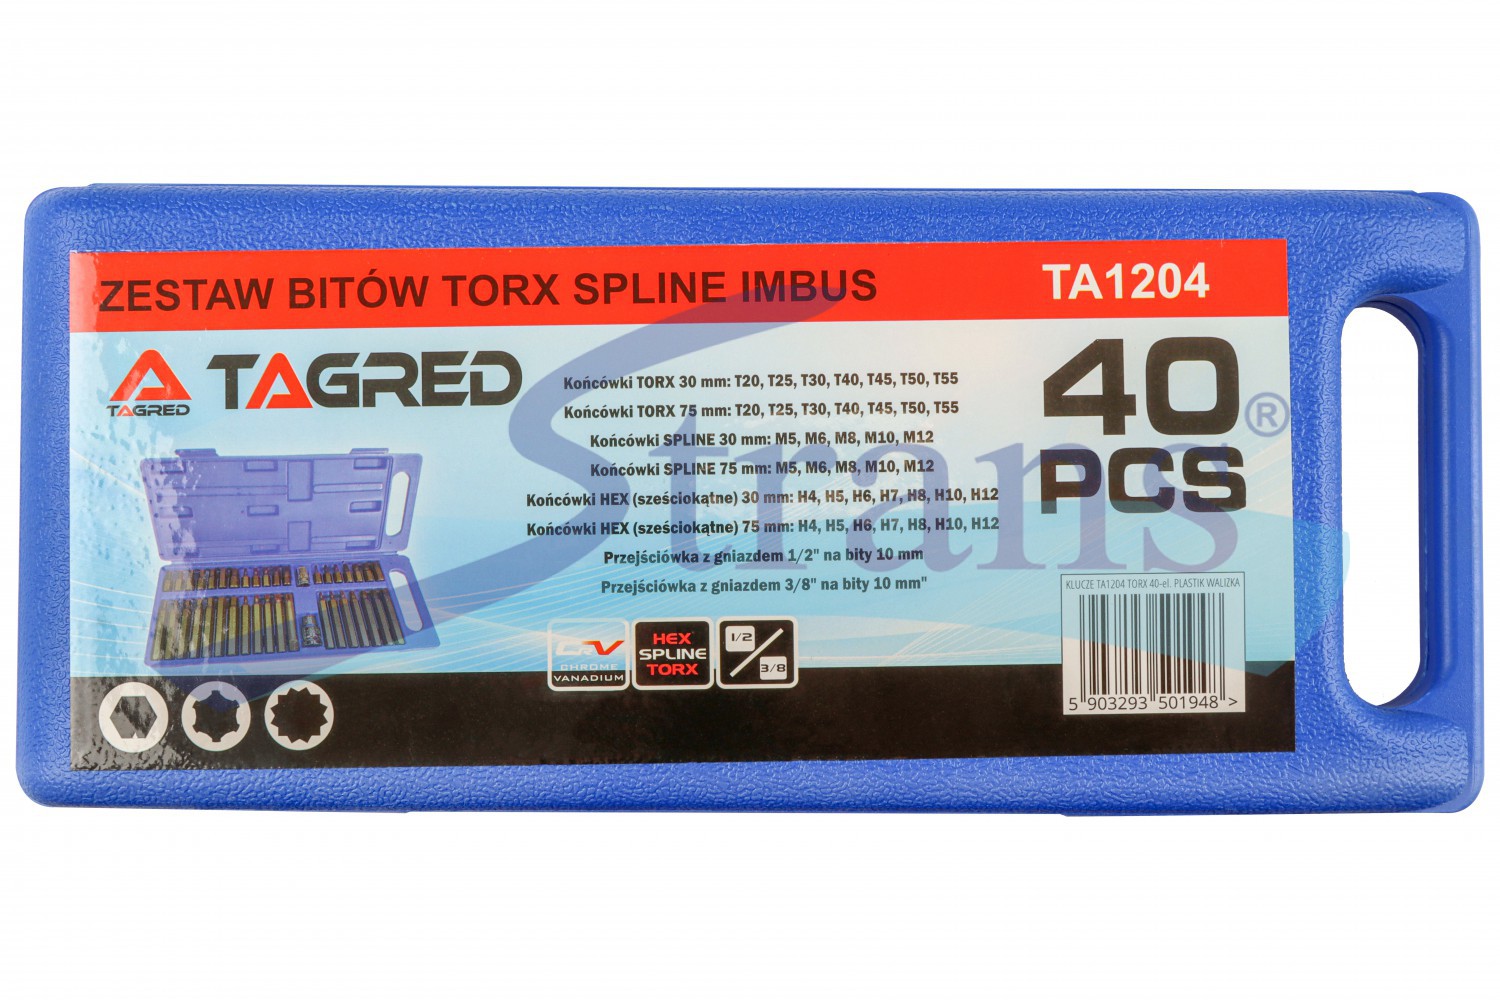 ZESTAW BITÓW TORX SPLINE IMBUS
TA1204
TAGRED
TAGRED
Końcówki TORX 30 mm: T20, T25, T30, T40, T45, T50, T55
Końcówki TORX 75 mm: T20, T25, T30, T40, T45, T50, T55
Końcówki SPLINE 30 mm: M5, M6, M8, M10, M12
Końcówki SPLINE 75 mm: M5, M6, M8, M10, M12
Końcówki HEX (sześciokątne) 30 mm: H4, H5, H6, H7, H8, H10, H12
Końcówki HEX (sześciokątne) 75 mm: H4, H5, H6, H7, H8, H10, H12
Przejściówka z gniazdem 1/2" na bity 10 mm
Przejściówka z gniazdem 3/8" na bity 10 mm"
40
PCS
Strans®
CRV
CHROME
VANADIUM
HEX
SPLINE
TORX
1/2
3/8
KLUCZE TA1204 TORX 40-el. PLASTIK WALIZKA
5 903293 501948 >